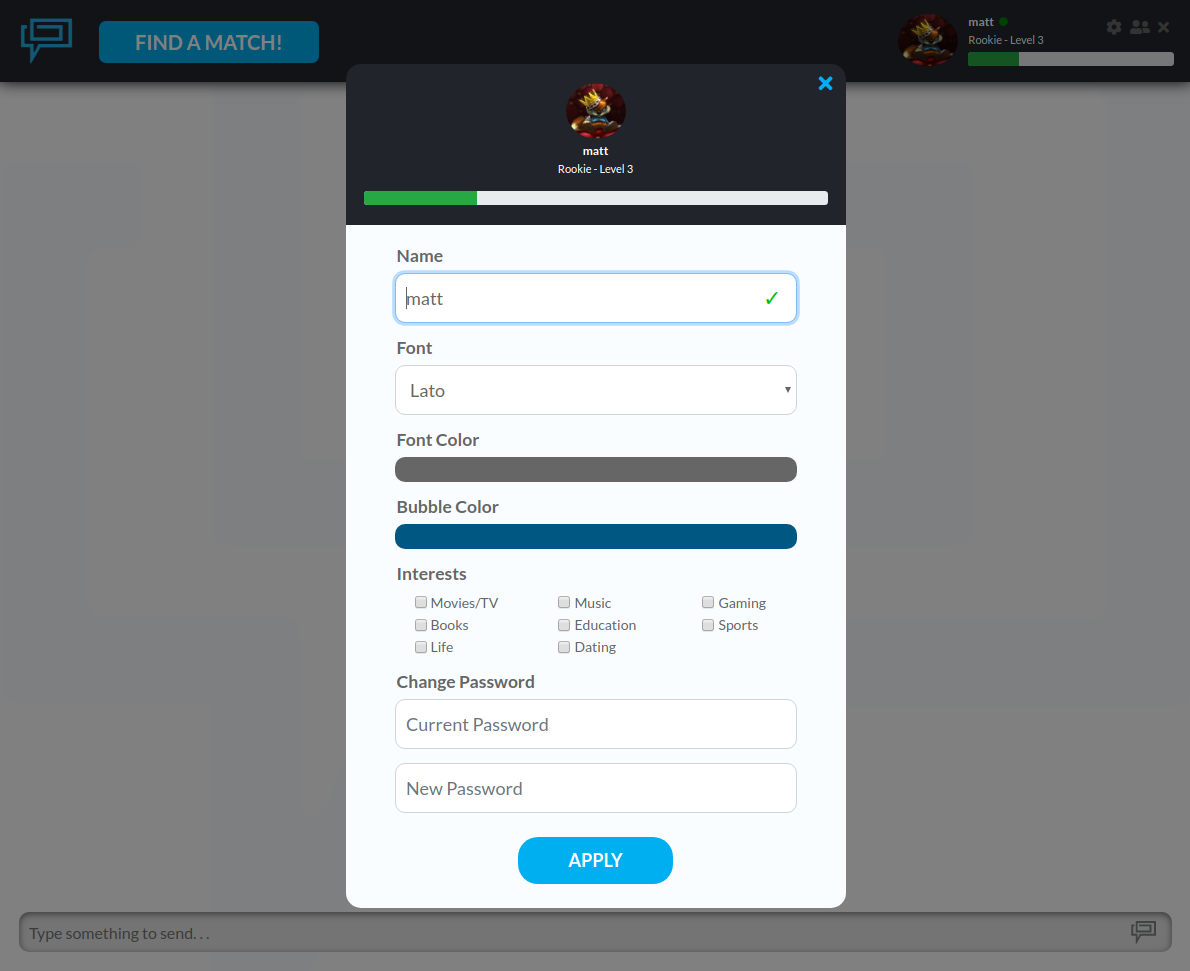 FIND A MATCH!
matt
Rookie - Level 3
matt
Rookie - Level 3
Name
matt
Font
Lato
Font Color
Bubble Color
Interests
Movies/TV Music Gaming
Books Education Sports
Life Dating
Change Password
Current Password
New Password
APPLY
Type something to send. . .